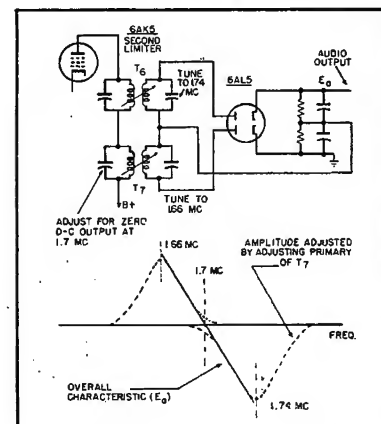 6AK5
SECOND LIMITER
T6
TUNE
TO 1.74
MC
6AL5
AUDIO
OUTPUT
Eo
T7
B+
TUNE TO
1.66 MC
ADJUST FOR ZERO
D-C OUTPUT AT
1.7 MC
1.66 MC
1.7 MC
AMPLITUDE ADJUSTED
BY ADJUSTING PRIMARY
OF T7
FREQ.
OVERALL
CHARACTERISTIC (Eo)
1.74 MC